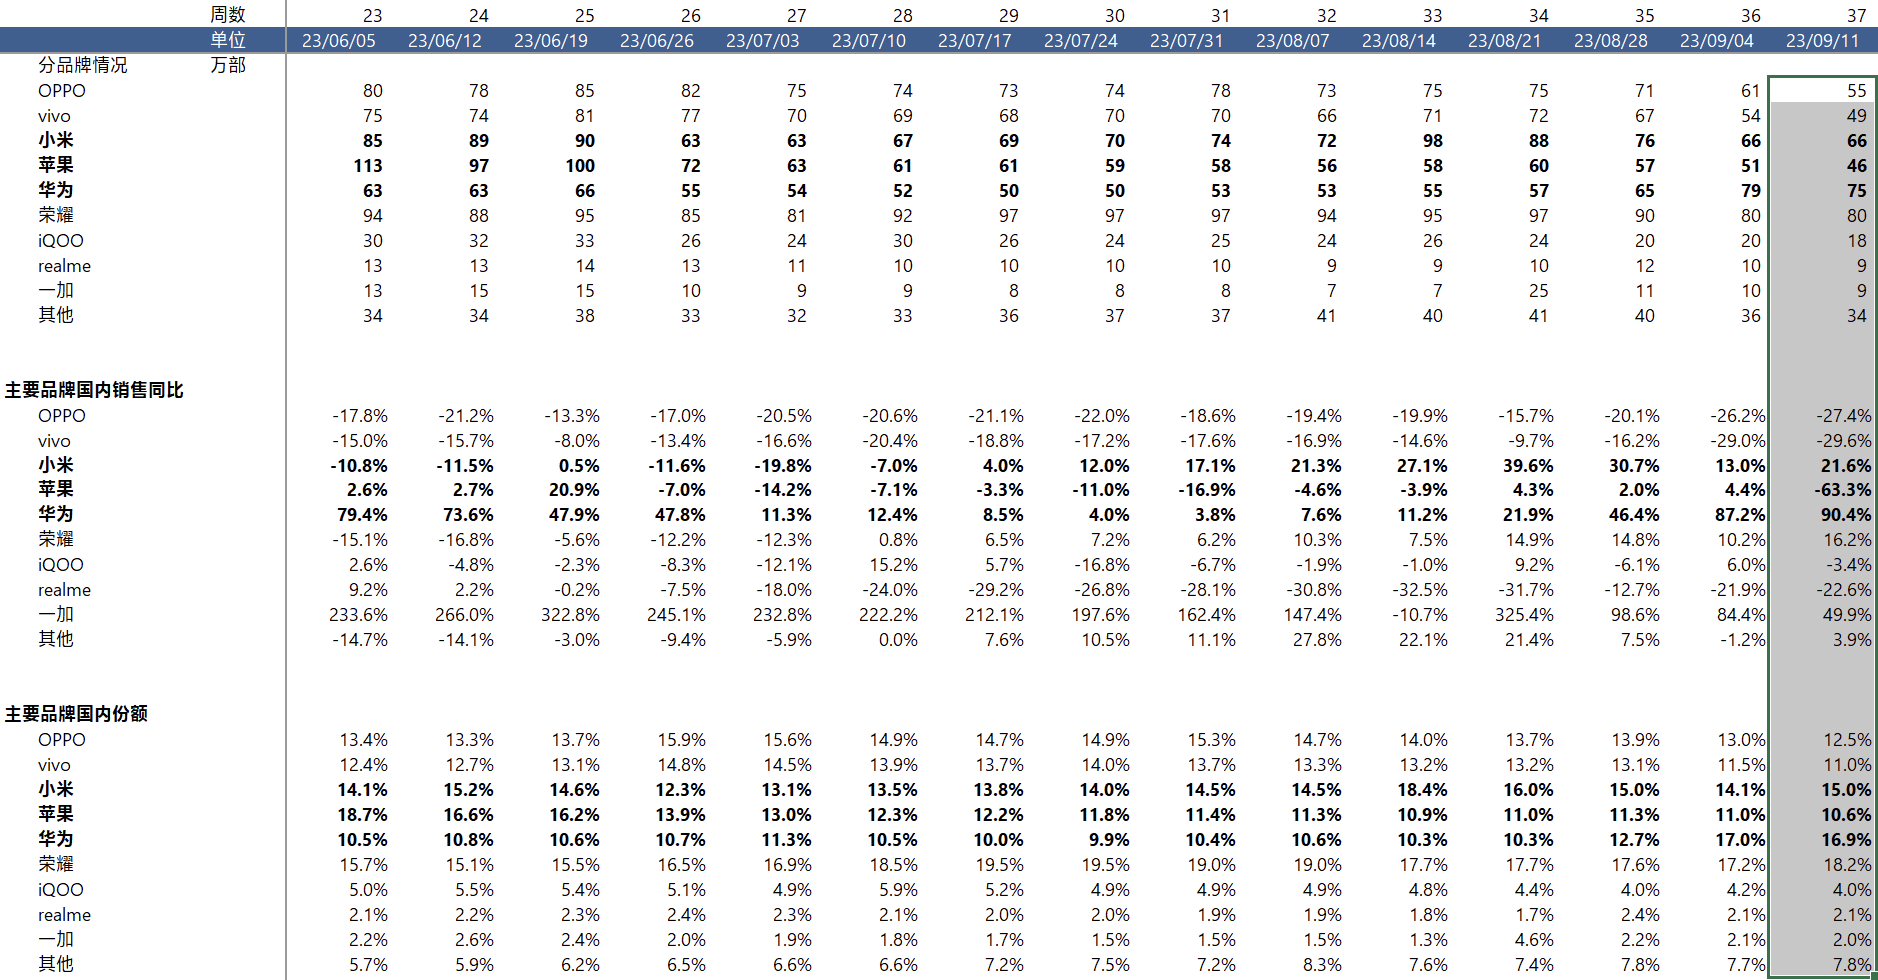 周数 23 24 25 26 27 28 29 30 31 32 33 34 35 36 37
单位 23/06/05 23/06/12 23/06/19 23/06/26 23/07/03 23/07/10 23/07/17 23/07/24 23/07/31 23/08/07 23/08/14 23/08/21 23/08/28 23/09/04 23/09/11
分品牌情况 万部
OPPO 80 78 85 82 75 74 73 74 78 73 75 75 71 61 55
vivo 75 74 81 77 70 69 68 70 70 66 71 72 67 54 49
小米 85 89 90 63 63 67 69 70 74 72 98 88 76 66 66
苹果 113 97 100 72 63 61 61 59 58 56 58 60 57 51 46
华为 63 63 66 55 54 52 50 50 53 53 55 57 65 79 75
荣耀 94 88 95 85 81 92 97 97 97 94 95 97 90 80 80
iQOO 30 32 33 26 24 30 26 24 25 24 26 24 20 20 18
realme 13 13 14 13 11 10 10 10 10 9 9 10 12 10 9
一加 13 15 15 10 9 9 8 8 8 7 7 25 11 10 9
其他 34 34 38 33 32 33 36 37 37 41 40 41 40 36 34
主要品牌国内销售同比
OPPO -17.8% -21.2% -13.3% -17.0% -20.5% -20.6% -21.1% -22.0% -18.6% -19.4% -19.9% -15.7% -20.1% -26.2% -27.4%
vivo -15.0% -15.7% -8.0% -13.4% -16.6% -20.4% -18.8% -17.2% -17.6% -16.9% -14.6% -9.7% -16.2% -29.0% -29.6%
小米 -10.8% -11.5% 0.5% -11.6% -19.8% -7.0% 4.0% 12.0% 17.1% 21.3% 27.1% 39.6% 30.7% 13.0% 21.6%
苹果 2.6% 2.7% 20.9% -7.0% -14.2% -7.1% -3.3% -11.0% -16.9% -4.6% -3.9% 4.3% 2.0% 4.4% -63.3%
华为 79.4% 73.6% 47.9% 47.8% 11.3% 12.4% 8.5% 4.0% 3.8% 7.6% 11.2% 21.9% 46.4% 87.2% 90.4%
荣耀 -15.1% -16.8% -5.6% -12.2% -12.3% 0.8% 6.5% 7.2% 6.2% 10.3% 7.5% 14.9% 14.8% 10.2% 16.2%
iQOO 2.6% -4.8% -2.3% -8.3% -12.1% 15.2% 5.7% -16.8% -6.7% -1.9% -1.0% 9.2% -6.1% 6.0% -3.4%
realme 9.2% 2.2% -0.2% -7.5% -18.0% -24.0% -29.2% -26.8% -28.1% -30.8% -32.5% -31.7% -12.7% -21.9% -22.6%
一加 233.6% 266.0% 322.8% 245.1% 232.8% 222.2% 212.1% 197.6% 162.4% 147.4% -10.7% 325.4% 98.6% 84.4% 49.9%
其他 -14.7% -14.1% -3.0% -9.4% -5.9% 0.0% 7.6% 10.5% 11.1% 27.8% 22.1% 21.4% 7.5% -1.2% 3.9%
主要品牌国内份额
OPPO 13.4% 13.3% 13.7% 15.9% 15.6% 14.9% 14.7% 14.9% 15.3% 14.7% 14.0% 13.7% 13.9% 13.0% 12.5%
vivo 12.4% 12.7% 13.1% 14.8% 14.5% 13.9% 13.7% 14.0% 13.7% 13.3% 13.2% 13.2% 13.1% 11.5% 11.0%
小米 14.1% 15.2% 14.6% 12.3% 13.1% 13.5% 13.8% 14.0% 14.5% 14.5% 18.4% 16.0% 15.0% 14.1% 15.0%
苹果 18.7% 16.6% 16.2% 13.9% 13.0% 12.3% 12.2% 11.8% 11.4% 11.3% 10.9% 11.0% 11.3% 11.0% 10.6%
华为 10.5% 10.8% 10.6% 10.7% 11.3% 10.5% 10.0% 9.9% 10.4% 10.6% 10.3% 10.3% 12.7% 17.0% 16.9%
荣耀 15.7% 15.1% 15.5% 16.5% 16.9% 18.5% 19.5% 19.5% 19.0% 19.0% 17.7% 17.7% 17.6% 17.2% 18.2%
iQOO 5.0% 5.5% 5.4% 5.1% 4.9% 5.9% 5.2% 4.9% 4.9% 4.9% 4.8% 4.4% 4.0% 4.2% 4.0%
realme 2.1% 2.2% 2.3% 2.4% 2.3% 2.1% 2.0% 2.0% 1.9% 1.9% 1.8% 1.7% 2.4% 2.1% 2.1%
一加 2.2% 2.6% 2.4% 2.0% 1.9% 1.8% 1.7% 1.5% 1.5% 1.5% 1.3% 4.6% 2.2% 2.1% 2.0%
其他 5.7% 5.9% 6.2% 6.5% 6.6% 6.6% 7.2% 7.5% 7.2% 8.3% 7.6% 7.4% 7.8% 7.7% 7.8%